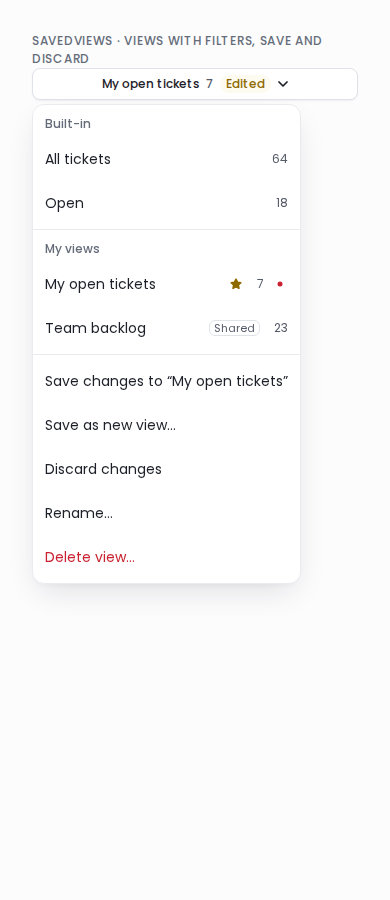 SAVEDVIEWS · VIEWS WITH FILTERS, SAVE AND
DISCARD
My open tickets 7 Edited
Built-in
All tickets 64
Open 18
My views
My open tickets 7
Team backlog Shared 23
Save changes to “My open tickets”
Save as new view...
Discard changes
Rename...
Delete view...